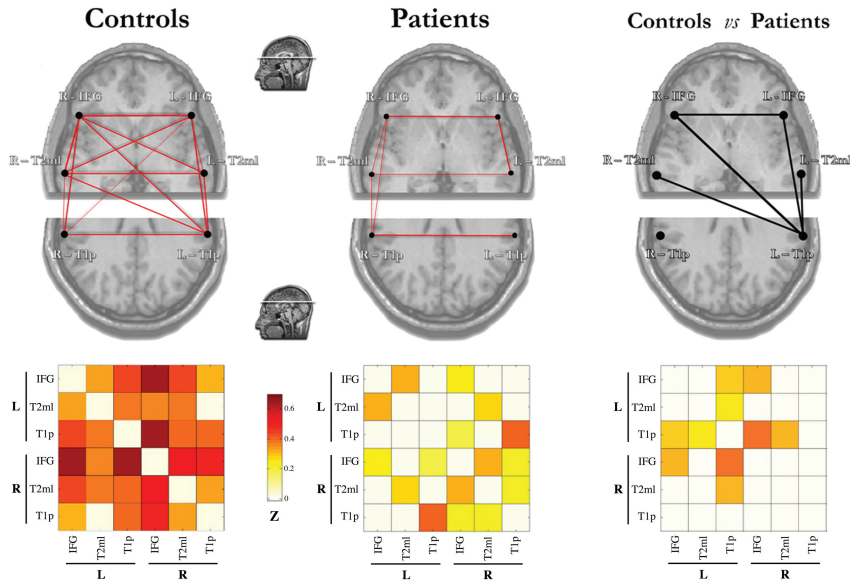 Controls
Patients
Controls vs Patients
R - IFG
L - IFG
R – T2ml
L – T2ml
R – T1p
L – T1p
R - IFG
L - IFG
R – T2ml
L – T2ml
R – T1p
L – T1p
R - IFG
L - IFG
R – T2ml
L – T2ml
R – T1p
L – T1p
L
R
IFG
T2ml
T1p
IFG
T2ml
T1p
IFG
T2ml
T1p
IFG
T2ml
T1p
L
R
0.6
0.4
0.2
0
Z
L
R
IFG
T2ml
T1p
IFG
T2ml
T1p
IFG
T2ml
T1p
IFG
T2ml
T1p
L
R
L
R
IFG
T2ml
T1p
IFG
T2ml
T1p
IFG
T2ml
T1p
IFG
T2ml
T1p
L
R